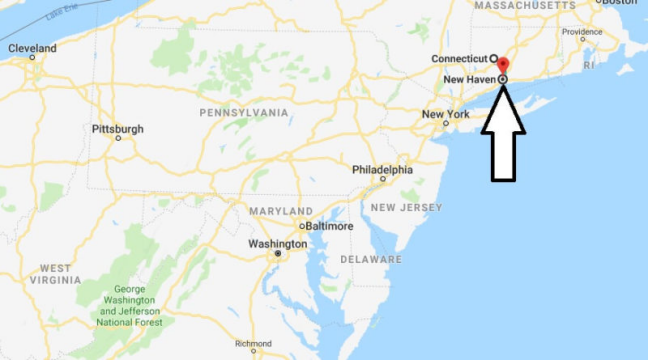 MASSACHUSETTS
Boston
Lake Erie
Providence
Cleveland
Connecticut
RI
New Haven
PENNSYLVANIA
New York
Pittsburgh
Philadelphia
MARYLAND
NEW JERSEY
Baltimore
Washington
DELAWARE
WEST
VIRGINIA
George
Washington
and Jefferson
National Forest
Richmond